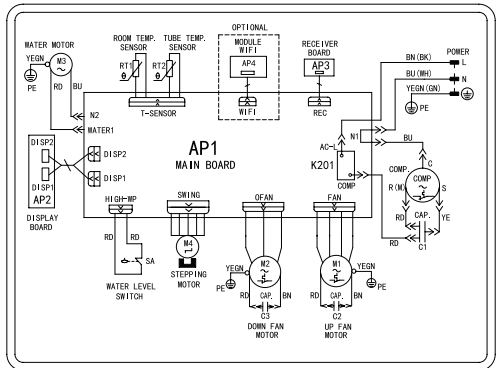 OPTIONAL
ROOM TEMP. SENSOR
TUBE TEMP. SENSOR
MODULE WIFI
RECEIVER BOARD
WATER MOTOR
YEGN
M3
PE
RD
BU
RT1
θ
RT2
θ
AP4
AP3
BN(BK)
POWER
L
BU(WH)
N
YEGN(GN)
PE
T-SENSOR
WIFI
REC
N2
WATER1
N1
BU
AC-L
AP1
MAIN BOARD
K201
COMP
DISP2
DISP2
DISP1
DISP1
AP2
DISPLAY BOARD
C
COMP.
COMP
R(M)
S
RD
YE
CAP.
C1
RD
HIGH-WP
SWING
OFAN
FAN
RD
RD
SA
WATER LEVEL SWITCH
M4
STEPPING MOTOR
M2
YEGN
PE
RD
CAP.
BN
C3
DOWN FAN MOTOR
M1
YEGN
PE
RD
CAP.
BN
C2
UP FAN MOTOR